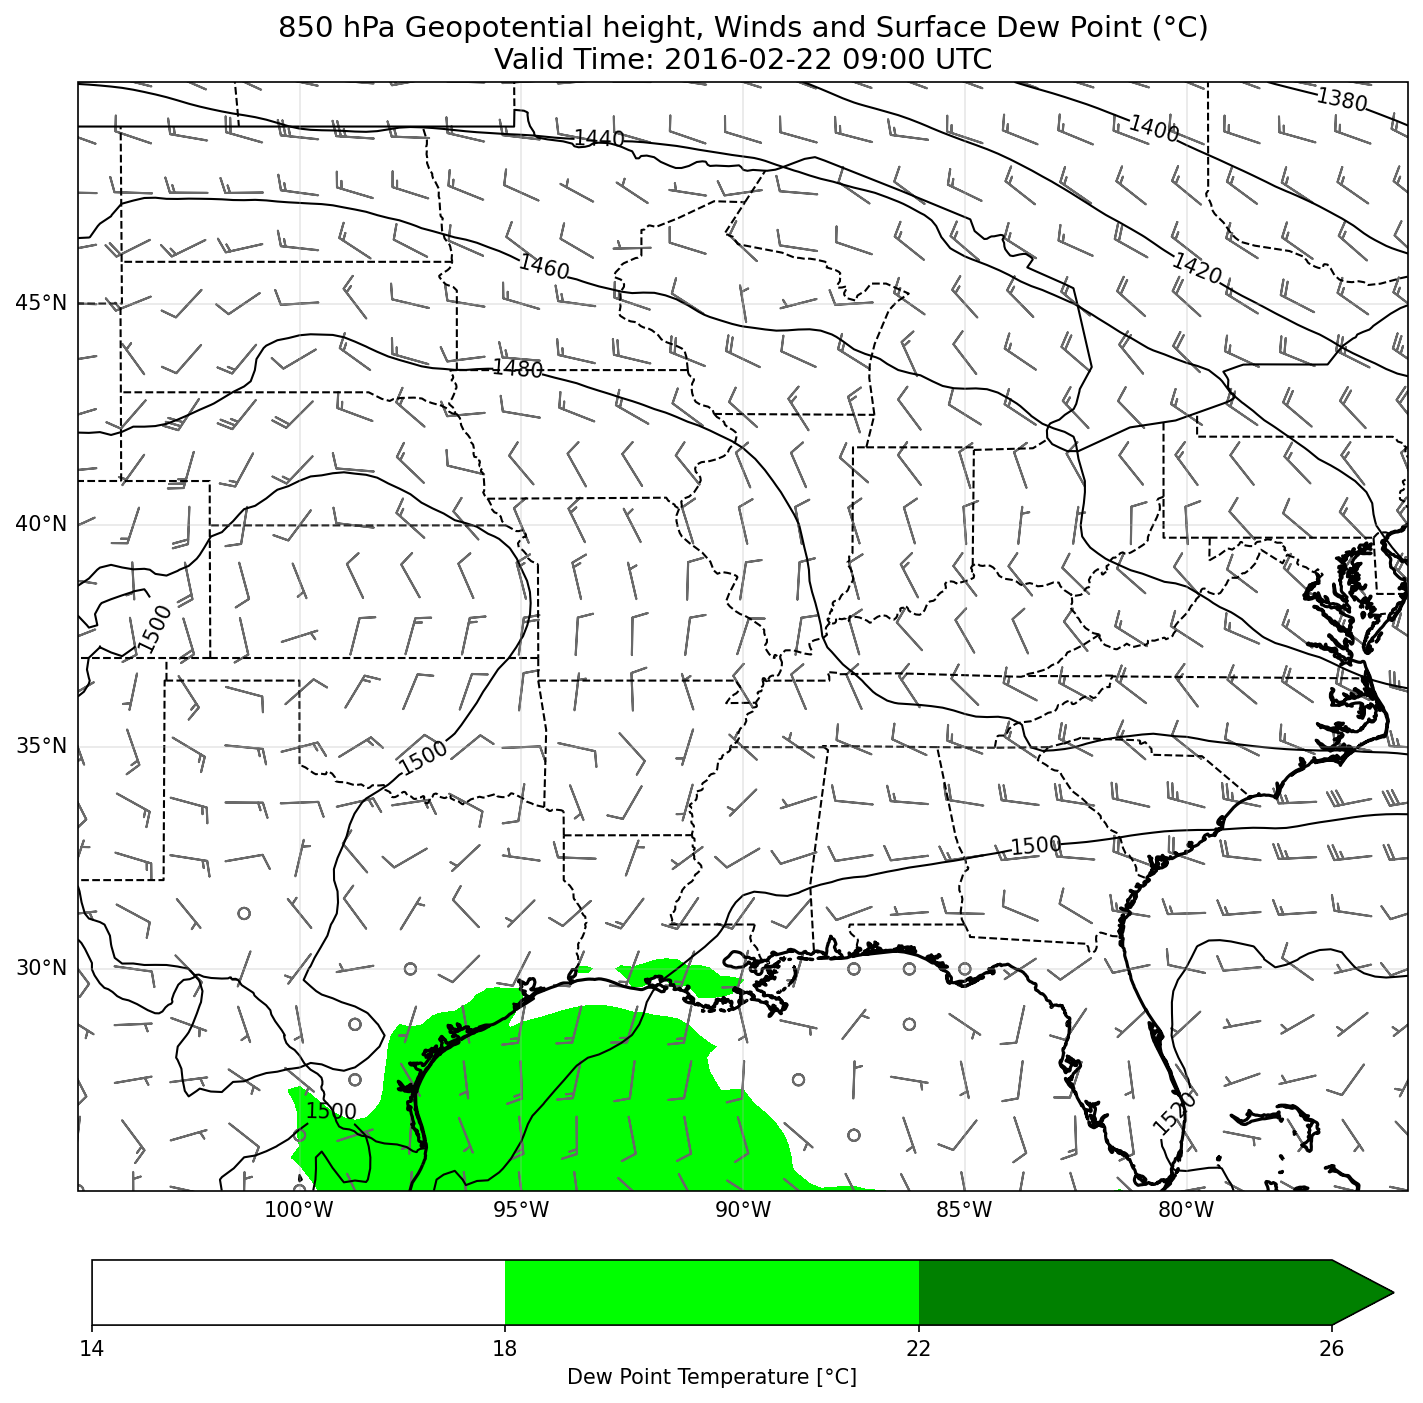 850 hPa Geopotential height, Winds and Surface Dew Point (°C)
Valid Time: 2016-02-22 09:00 UTC
1380
1400
1440
1420
1460
45°N
1480
40°N
1500
35°N
1500
1500
30°N
1500
1520
100°W 95°W 90°W 85°W 80°W
14 18 22 26
Dew Point Temperature [°C]